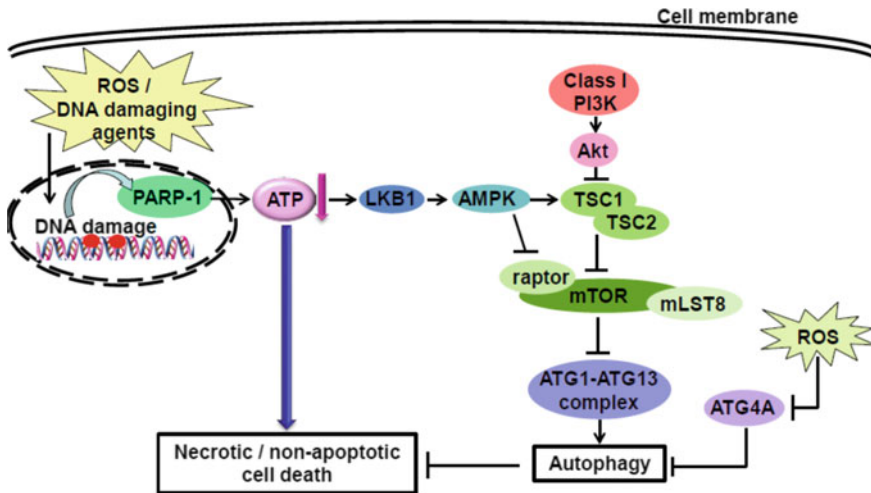 Cell membrane
ROS /
DNA damaging
agents
Class I
PI3K
Akt
PARP-1
ATP
LKB1
AMPK
TSC1
TSC2
DNA damage
raptor
mTOR
mLST8
ROS
ATG1-ATG13
complex
ATG4A
Necrotic / non-apoptotic
cell death
Autophagy